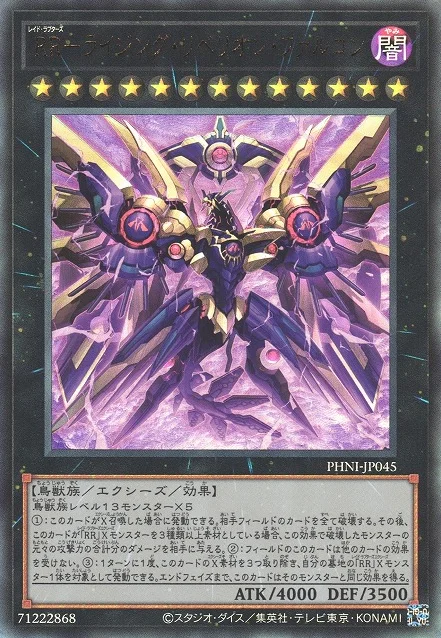 レイド・ラプターズ
RR－ライジング・リベリオン・ファルコン
闇
PHNI-JP045
【鳥獣族／エクシーズ／効果】
鳥獣族レベル13モンスター×5
①：このカードがX召喚した場合に発動できる。相手フィールドのカードを全て破壊する。その後、
このカードが「RR」Xモンスターを3種類以上素材としている場合、この効果で破壊したモンスターの
元々の攻撃力の合計分のダメージを相手に与える。②：フィールドのこのカードは他のカードの効果
を受けない。③：1ターンに1度、このカードのX素材を3つ取り除き、自分の墓地の「RR」Xモンス
ター1体を対象として発動できる。エンドフェイズまで、このカードはそのモンスターと同じ効果を得る。
ATK/4000 DEF/3500
71222868
©スタジオ・ダイス／集英社・テレビ東京・KONAMI